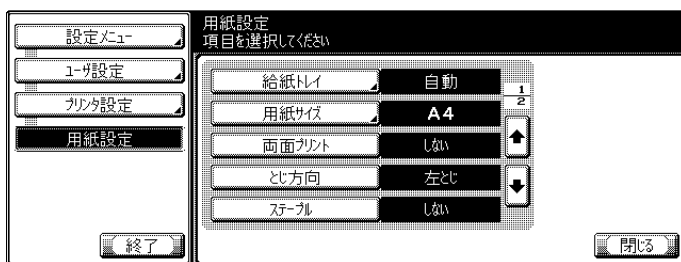 設定メニュー
ユーザ設定
プリンタ設定
用紙設定
終了
用紙設定
項目を選択してください
給紙トレイ 自動
用紙サイズ A4
両面プリント しない
とじ方向 左とじ
ステープル しない
1
2
閉じる